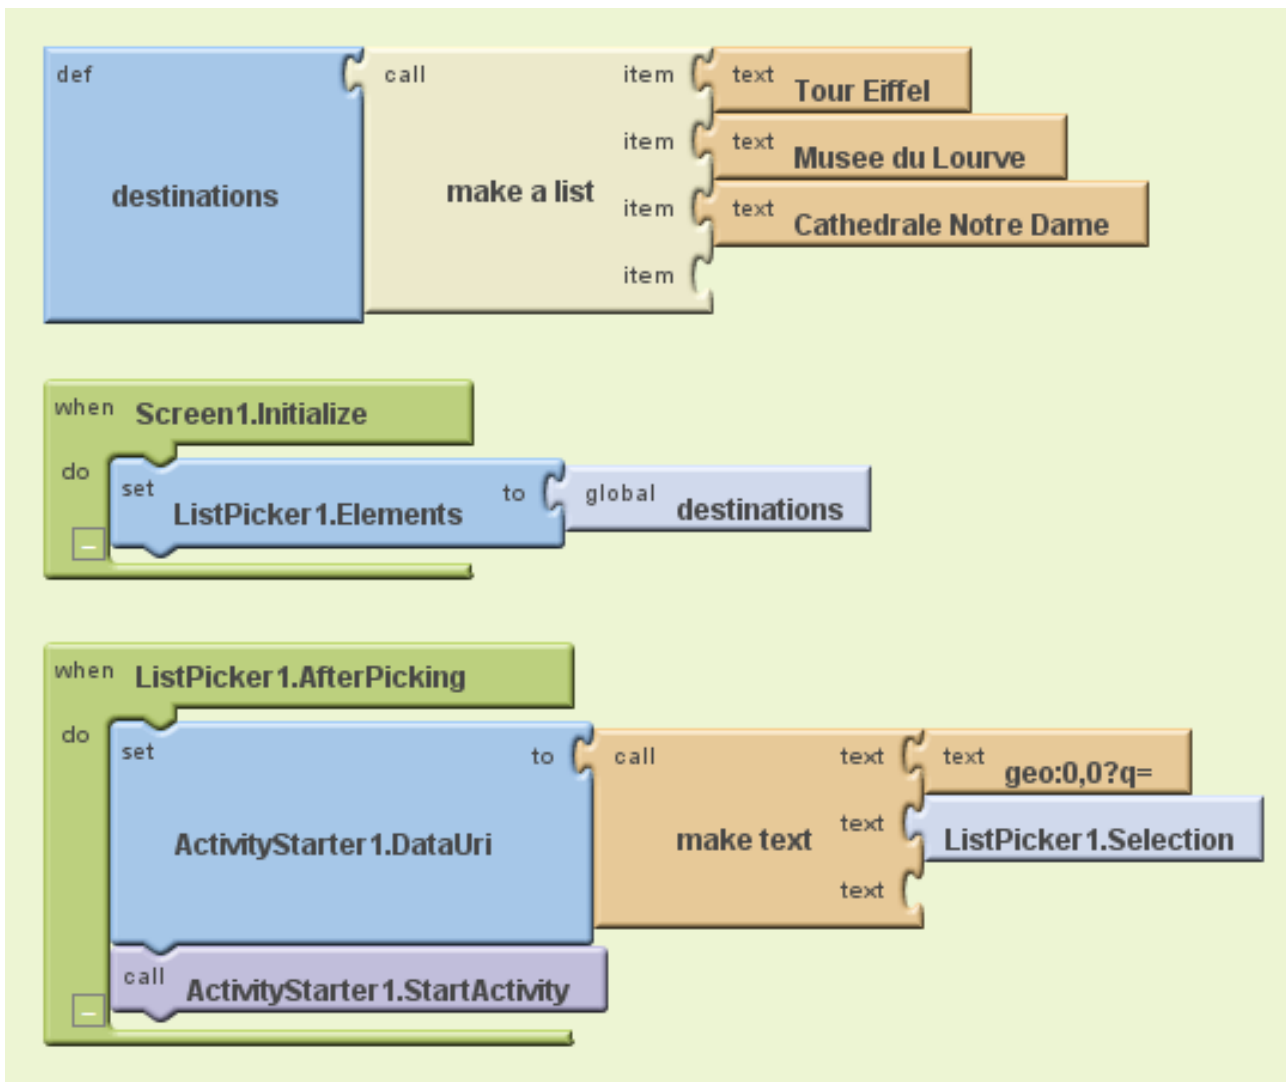 def destinations call make a list item text Tour Eiffel
item text Musee du Lourve
item text Cathedrale Notre Dame
item
when Screen1.Initialize
do set ListPicker1.Elements to global destinations
when ListPicker1.AfterPicking
do set ActivityStarter1.DataUri to call make text text text geo:0,0?q=
text ListPicker1.Selection
text
call ActivityStarter1.StartActivity